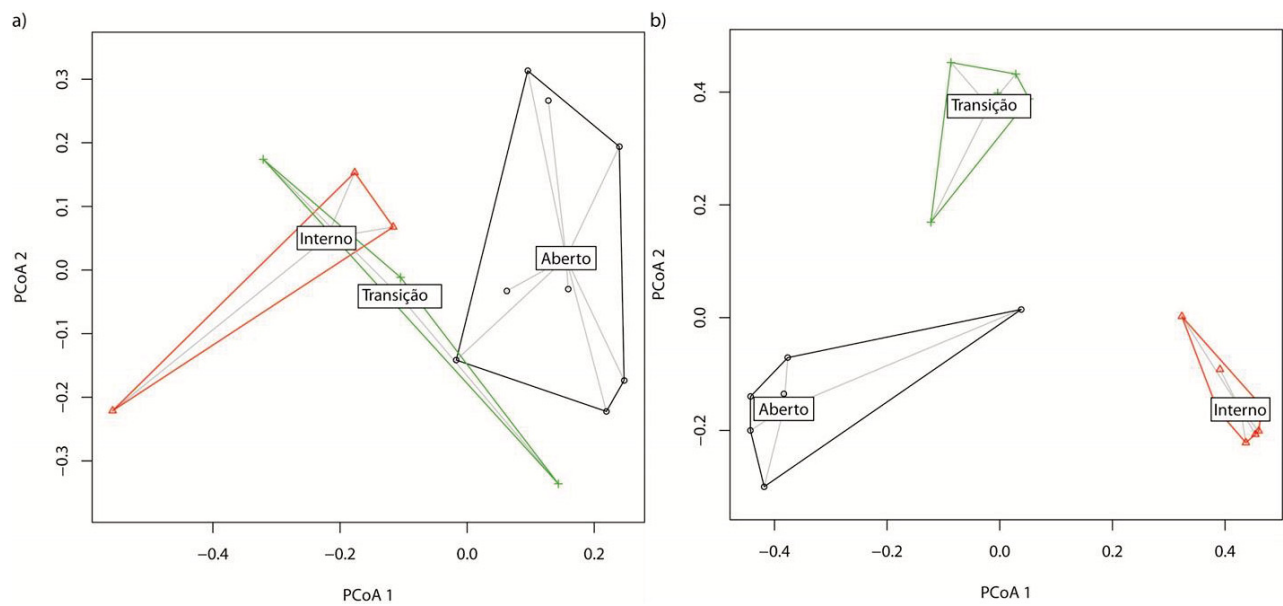 a)
0.3
0.2
0.1
0.0
−0.1
−0.2
−0.3
PCoA 2
Interno
Transição
Aberto
−0.4 −0.2 0.0 0.2
PCoA 1
b)
0.4
0.2
0.0
−0.2
PCoA 2
Transição
Aberto
Interno
−0.4 −0.2 0.0 0.2 0.4
PCoA 1